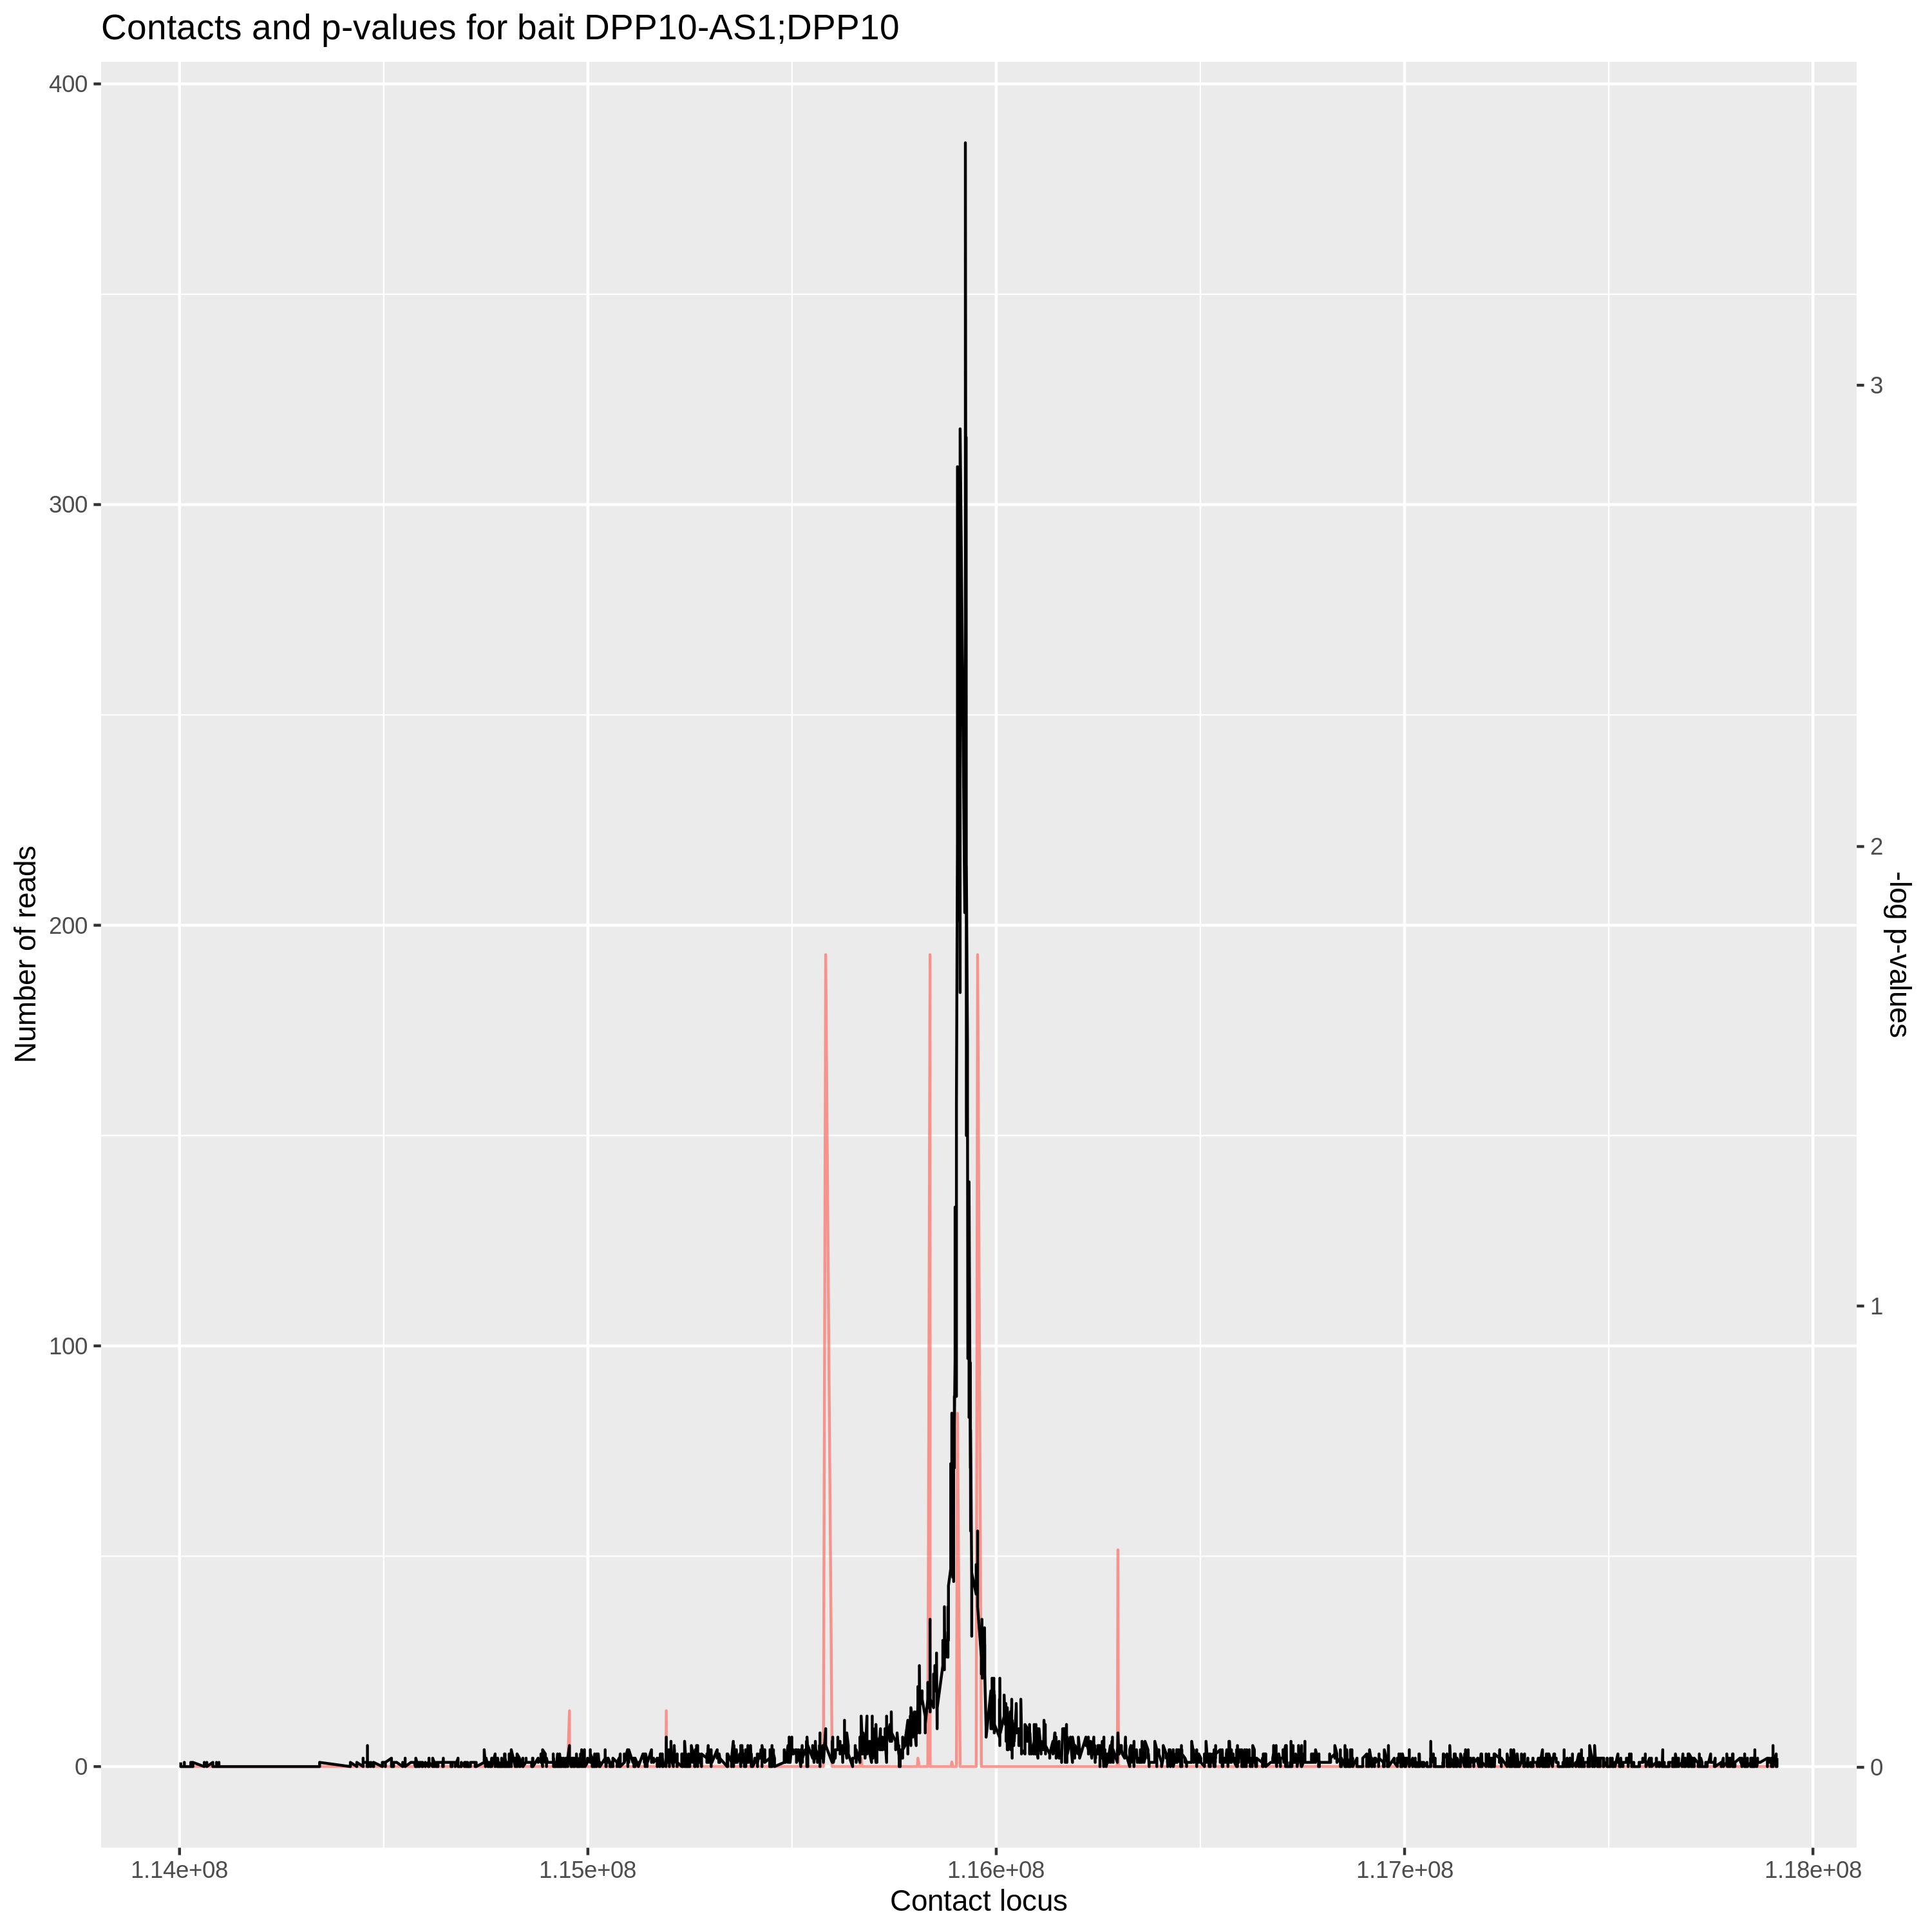 Contacts and p-values for bait DPP10-AS1;DPP10
400
300
200
100
0
Number of reads
3
2
1
0
-log p-values
1.14e+08
1.15e+08
1.16e+08
1.17e+08
1.18e+08
Contact locus